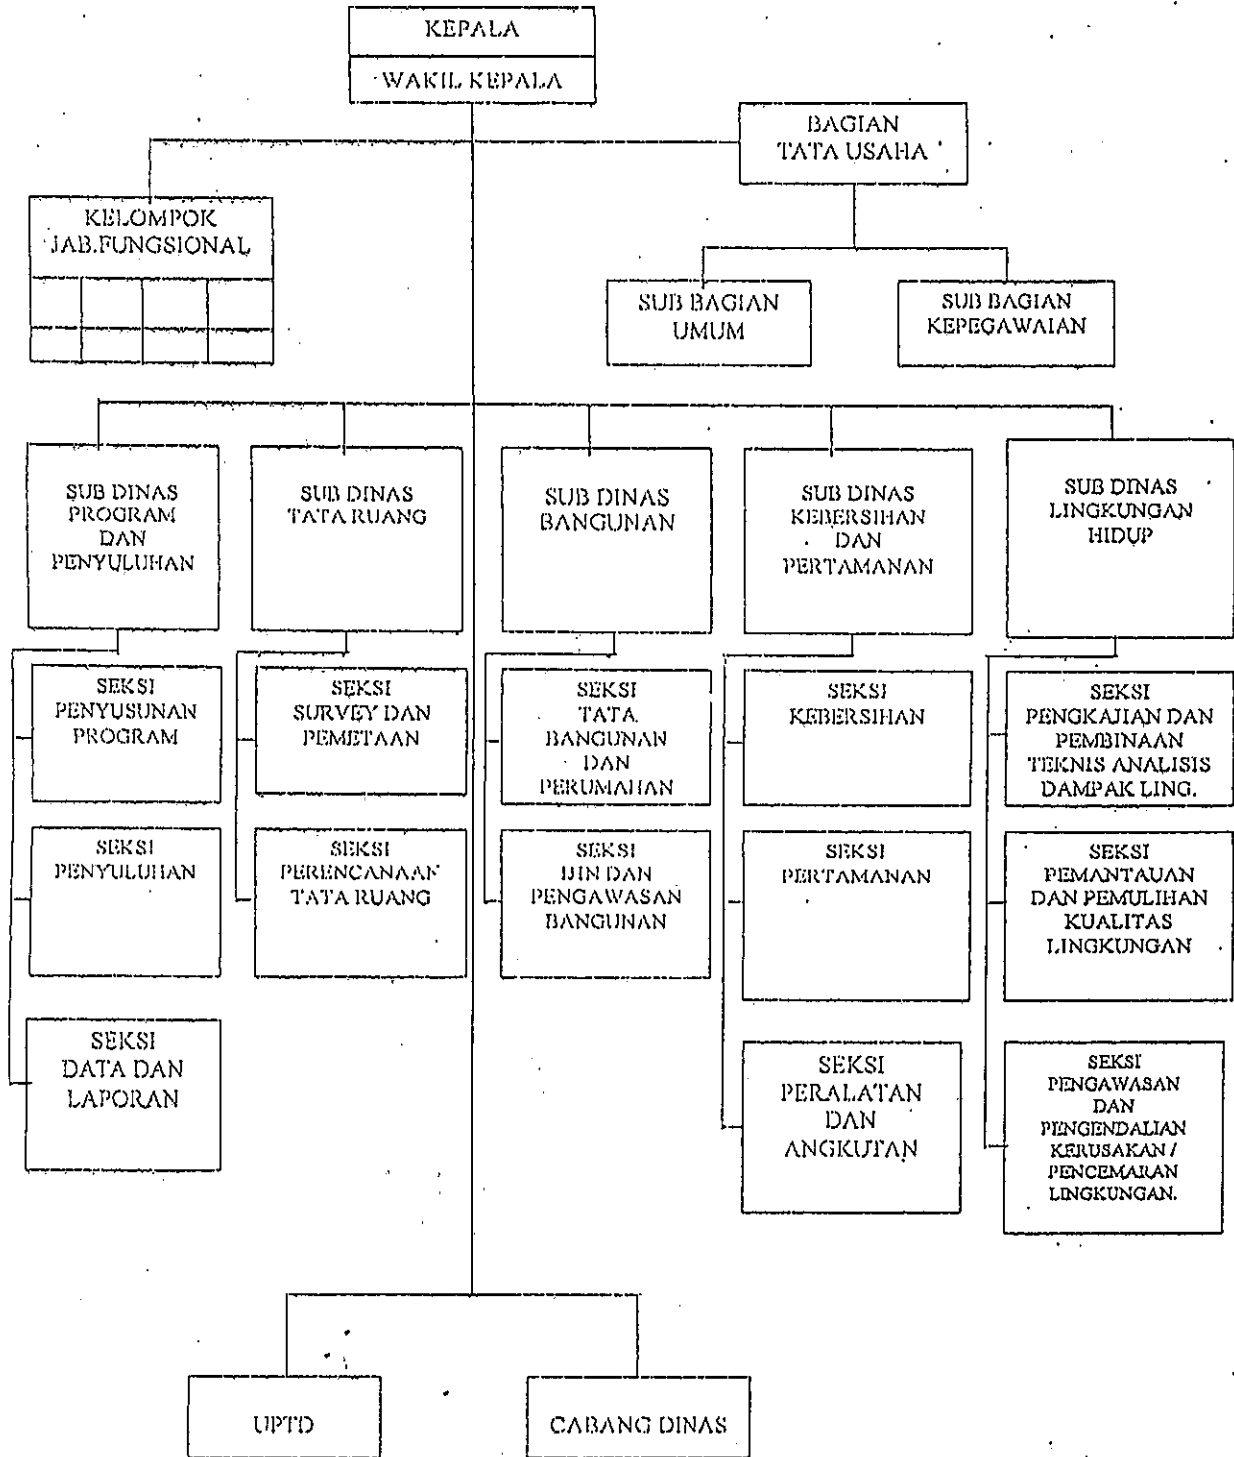 KEPALA
WAKIL KEPALA
BAGIAN
TATA USAHA
KELOMPOK
JAB.FUNGSIONAL
SUB BAGIAN
UMUM
SUB BAGIAN
KEPEGAWAIAN
SUB DINAS
PROGRAM
DAN
PENYULUHAN
SUB DINAS
TATA RUANG
SUB DINAS
BANGUNAN
SUB DINAS
KEBERSIHAN
DAN
PERTAMANAN
SUB DINAS
LINGKUNGAN
HIDUP
SEKSI
PENYUSUNAN
PROGRAM
SEKSI
SURVEY DAN
PEMETAAN
SEKSI
TATA
BANGUNAN
DAN
PERUMAHAN
SEKSI
KEBERSIHAN
SEKSI
PENGKAJIAN DAN
PEMBINAAN
TEKNIS ANALISIS
DAMPAK LING.
SEKSI
PENYULUHAN
SEKSI
PERENCANAAN
TATA RUANG
SEKSI
IJIN DAN
PENGAWASAN
BANGUNAN
SEKSI
PERTAMANAN
SEKSI
PEMANTAUAN
DAN PEMULIHAN
KUALITAS
LINGKUNGAN
SEKSI
DATA DAN
LAPORAN
SEKSI
PERALATAN
DAN
ANGKUTAN
SEKSI
PENGAWASAN
DAN
PENGENDALIAN
KERUSAKAN /
PENCEMARAN
LINGKUNGAN.
UPTD
CABANG DINAS